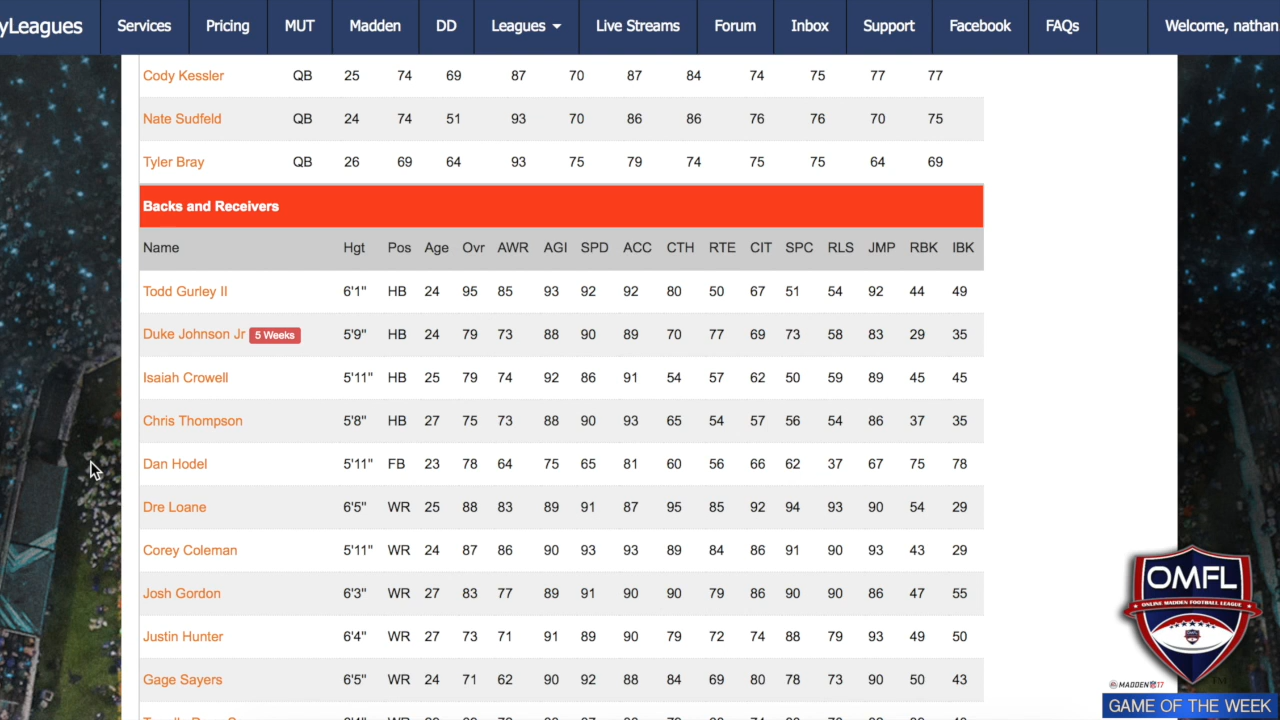 yLeagues Services Pricing MUT Madden DD Leagues Live Streams Forum Inbox Support Facebook FAQs Welcome, nathan
Cody Kessler QB 25 74 69 87 70 87 84 74 75 77 77
Nate Sudfeld QB 24 74 51 93 70 86 86 76 76 70 75
Tyler Bray QB 26 69 64 93 75 79 74 75 75 64 69
Backs and Receivers
Name Hgt Pos Age Ovr AWR AGI SPD ACC CTH RTE CIT SPC RLS JMP RBK IBK
Todd Gurley II 6'1" HB 24 95 85 93 92 92 80 50 67 51 54 92 44 49
Duke Johnson Jr 5 Weeks 5'9" HB 24 79 73 88 90 89 70 77 69 73 58 83 29 35
Isaiah Crowell 5'11" HB 25 79 74 92 86 91 54 57 62 50 59 89 45 45
Chris Thompson 5'8" HB 27 75 73 88 90 93 65 54 57 56 54 86 37 35
Dan Hodel 5'11" FB 23 78 64 75 65 81 60 56 66 62 37 67 75 78
Dre Loane 6'5" WR 25 88 83 89 91 87 95 85 92 94 93 90 54 29
Corey Coleman 5'11" WR 24 87 86 90 93 93 89 84 86 91 90 93 43 29
Josh Gordon 6'3" WR 27 83 77 89 91 90 90 79 86 90 90 86 47 55
Justin Hunter 6'4" WR 27 73 71 91 89 90 79 72 74 88 79 93 49 50
Gage Sayers 6'5" WR 24 71 62 90 92 88 84 69 80 78 73 90 50 43
OMFL
ONLINE MADDEN FOOTBALL LEAGUE
TM
EA MADDEN NFL 17
GAME OF THE WEEK